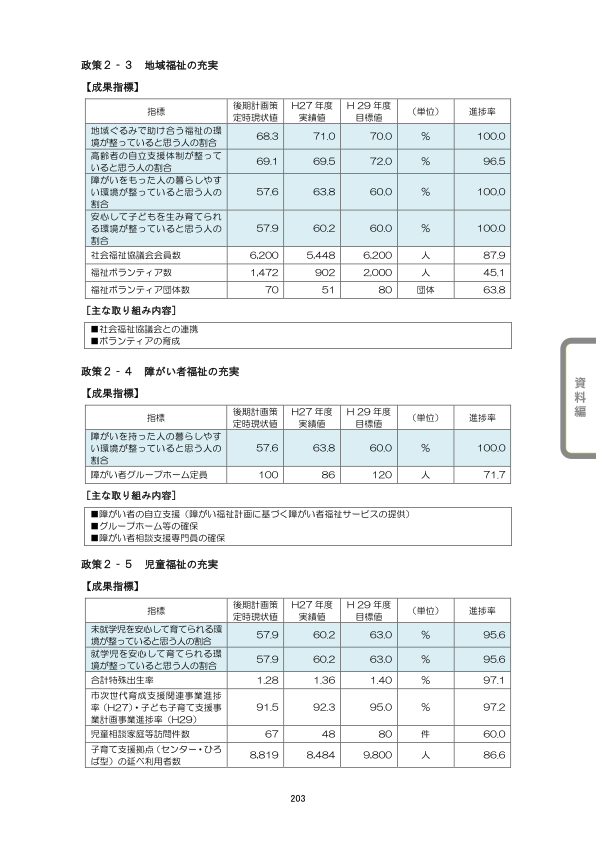 政策２‐３　地域福祉の充実
【成果指標】
指標 後期計画策定時現状値 H27 年度実績値 H 29 年度目標値 （単位） 進捗率
地域ぐるみで助け合う福祉の環境が整っていると思う人の割合 68.3 71.0 70.0 ％ 100.0
高齢者の自立支援体制が整っていると思う人の割合 69.1 69.5 72.0 ％ 96.5
障がいをもった人の暮らしやすい環境が整っていると思う人の割合 57.6 63.8 60.0 ％ 100.0
安心して子どもを生み育てられる環境が整っていると思う人の割合 57.9 60.2 60.0 ％ 100.0
社会福祉協議会会員数 6,200 5,448 6,200 人 87.9
福祉ボランティア数 1,472 902 2,000 人 45.1
福祉ボランティア団体数 70 51 80 団体 63.8
［主な取り組み内容］
■社会福祉協議会との連携
■ボランティアの育成
政策２‐４　障がい者福祉の充実
【成果指標】
指標 後期計画策定時現状値 H27 年度実績値 H 29 年度目標値 （単位） 進捗率
障がいを持った人の暮らしやすい環境が整っていると思う人の割合 57.6 63.8 60.0 ％ 100.0
障がい者グループホーム定員 100 86 120 人 71.7
［主な取り組み内容］
■障がい者の自立支援（障がい福祉計画に基づく障がい者福祉サービスの提供）
■グループホーム等の確保
■障がい者相談支援専門員の確保
政策２‐５　児童福祉の充実
【成果指標】
指標 後期計画策定時現状値 H27 年度実績値 H 29 年度目標値 （単位） 進捗率
未就学児を安心して育てられる環境が整っていると思う人の割合 57.9 60.2 63.0 ％ 95.6
就学児を安心して育てられる環境が整っていると思う人の割合 57.9 60.2 63.0 ％ 95.6
合計特殊出生率 1.28 1.36 1.40 ％ 97.1
市次世代育成支援関連事業進捗率（H27）・子ども子育て支援事業計画事業進捗率（H29） 91.5 92.3 95.0 ％ 97.2
児童相談家庭等訪問件数 67 48 80 件 60.0
子育て支援拠点（センター・ひろば型）の延べ利用者数 8,819 8,484 9,800 人 86.6
資料編
203